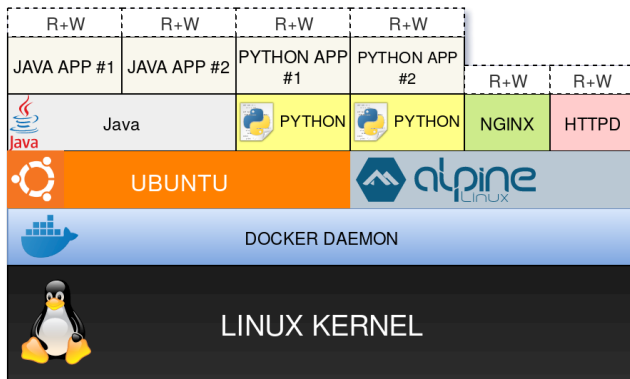 R+W R+W R+W R+W
JAVA APP #1 JAVA APP #2 PYTHON APP #1 PYTHON APP #2
R+W R+W
Java Java PYTHON PYTHON NGINX HTTPD
UBUNTU alpine LINUX
DOCKER DAEMON
LINUX KERNEL